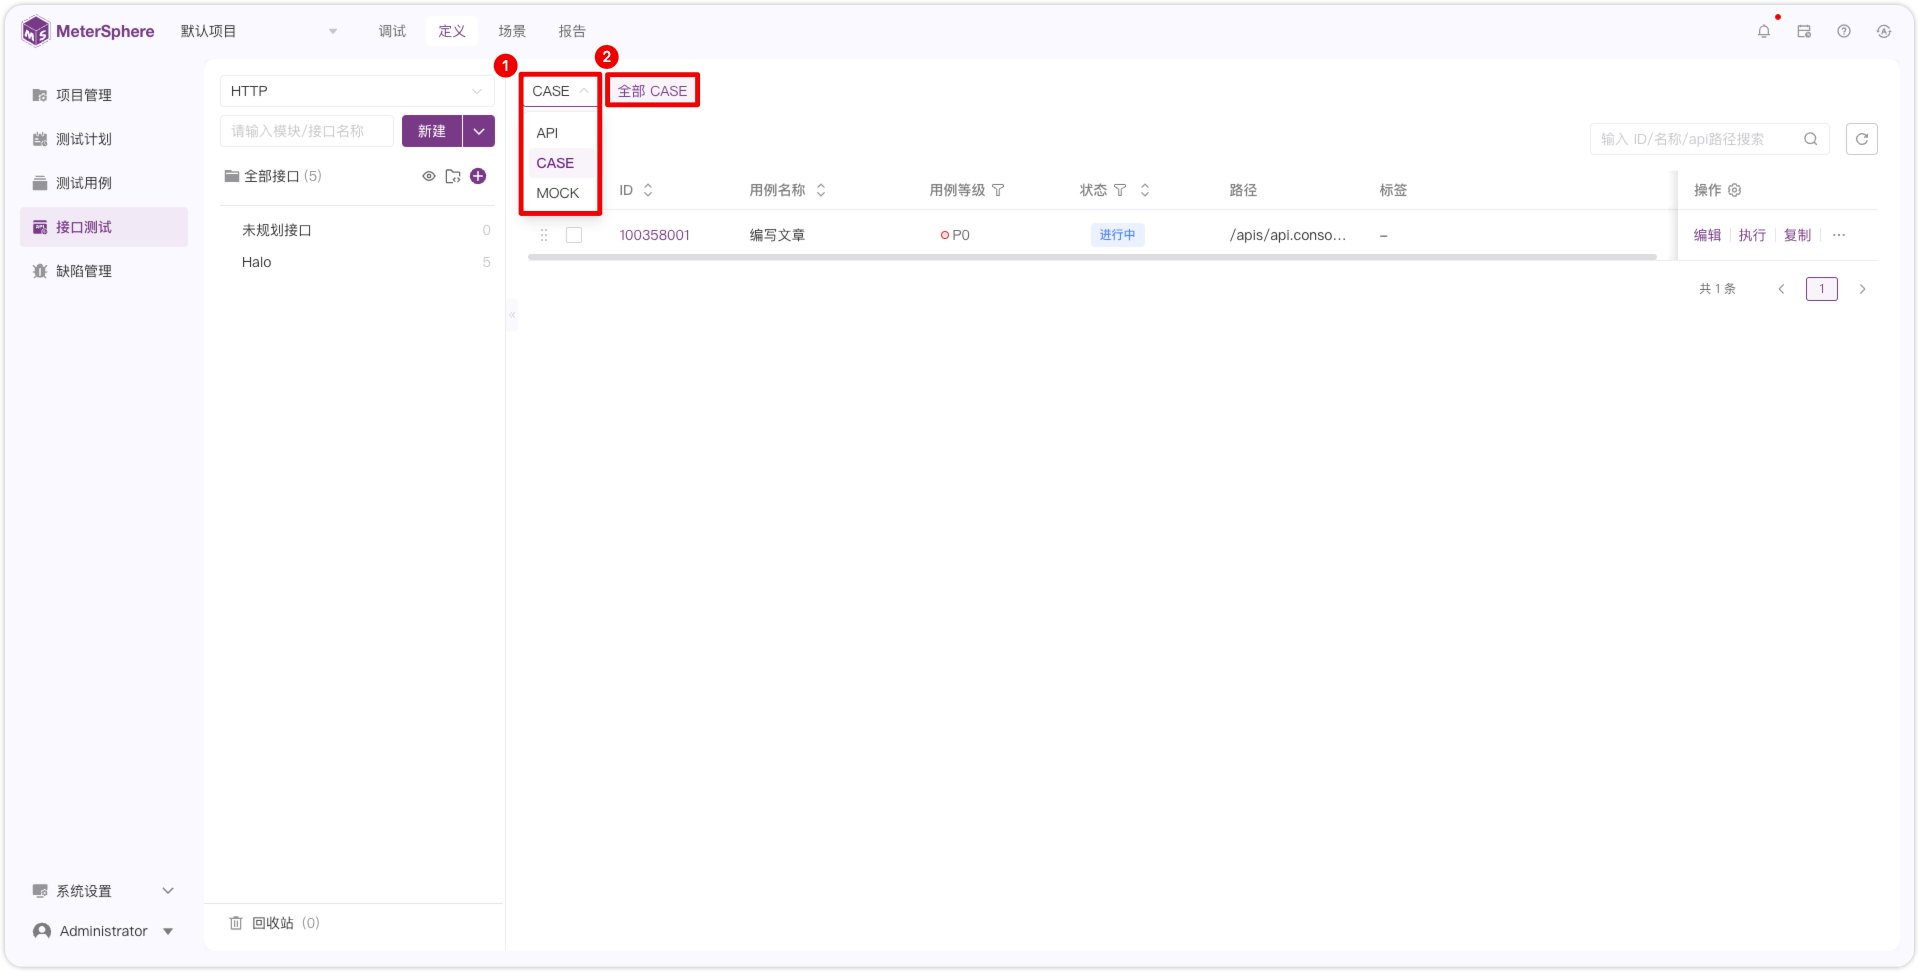 MeterSphere
默认项目
调试
定义
场景
报告
项目管理
测试计划
测试用例
接口测试
缺陷管理
系统设置
Administrator
HTTP
请输入模块/接口名称
新建
全部接口 (5)
未规划接口 0
Halo 5
回收站 (0)
1
2
CASE
全部 CASE
API
CASE
MOCK
输入 ID/名称/api路径搜索
ID 用例名称 用例等级 状态 路径 标签 操作
100358001 编写文章 P0 进行中 /apis/api.conso... – 编辑 执行 复制 ···
共 1 条 1